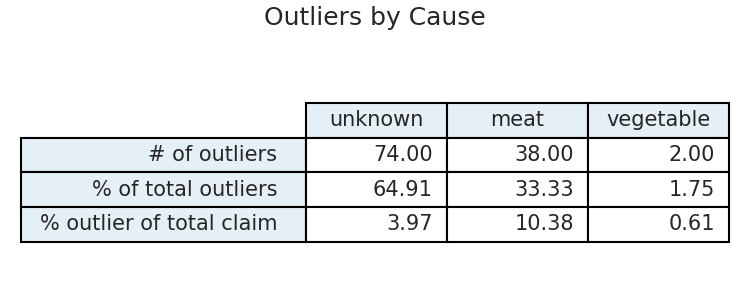 Outliers by Cause
unknown meat vegetable
# of outliers 74.00 38.00 2.00
% of total outliers 64.91 33.33 1.75
% outlier of total claim 3.97 10.38 0.61